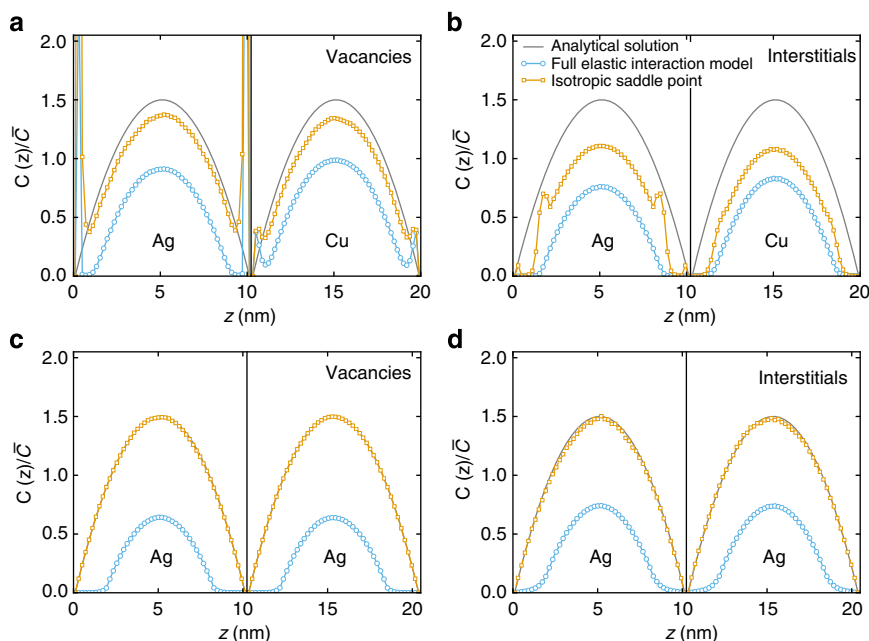 a
b
2.0
1.5
1.0
0.5
0.0
C (z)/C̅
Vacancies
Ag
Cu
0
5
10
15
20
z (nm)
2.0
1.5
1.0
0.5
0.0
C (z)/C̅
Analytical solution
Full elastic interaction model
Isotropic saddle point
Interstitials
Ag
Cu
0
5
10
15
20
z (nm)
c
d
2.0
1.5
1.0
0.5
0.0
C (z)/C̅
Vacancies
Ag
Ag
0
5
10
15
20
z (nm)
2.0
1.5
1.0
0.5
0.0
C (z)/C̅
Interstitials
Ag
Ag
0
5
10
15
20
z (nm)